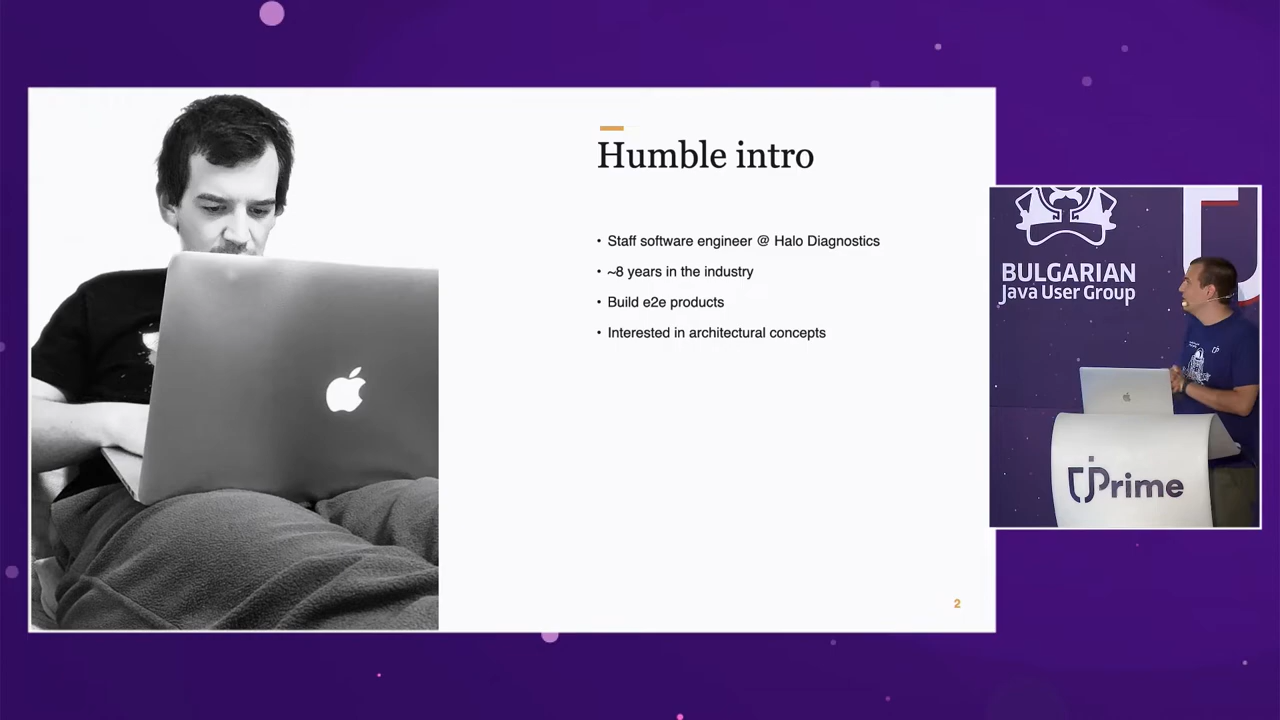 Humble intro
• Staff software engineer @ Halo Diagnostics
• ~8 years in the industry
• Build e2e products
• Interested in architectural concepts
2
BULGARIAN
Java User Group
jPrime